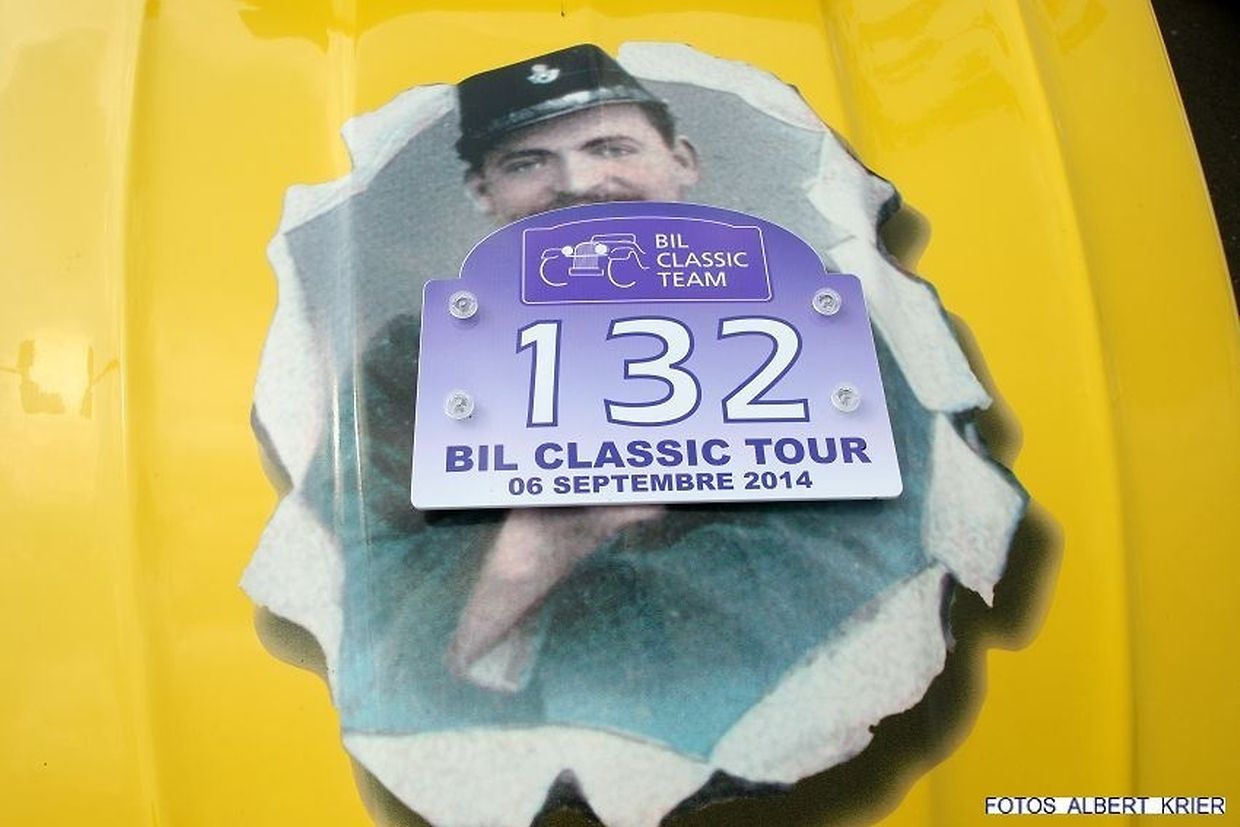 BIL
CLASSIC
TEAM
132
BIL CLASSIC TOUR
06 SEPTEMBRE 2014
FOTOS ALBERT KRIER